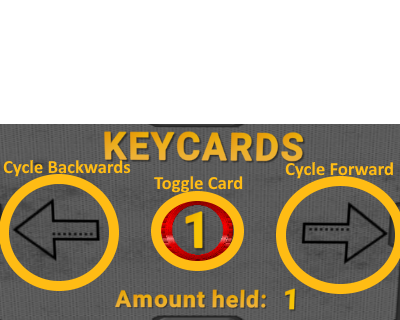 KEYCARDS
Cycle Backwards
Toggle Card
Cycle Forward
1
Amount held: 1